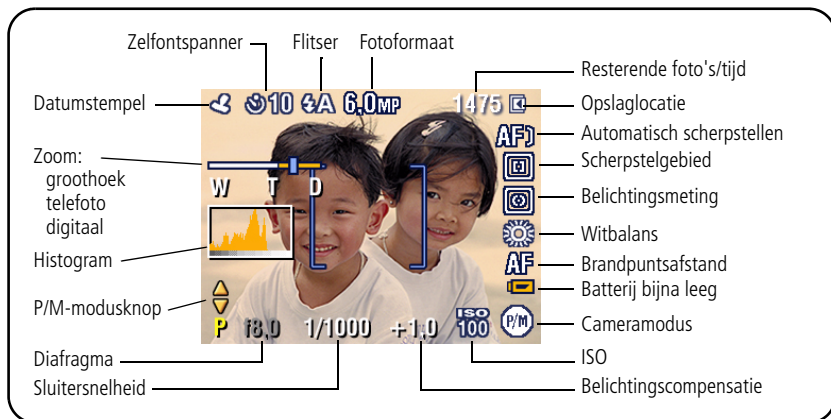 Zelfontspanner
Flitser
Fotoformaat
Datumstempel
Zoom:
groothoek
telefoto
digitaal
Histogram
P/M-modusknop
Diafragma
Sluitersnelheid
10 A 6.0MP
1475
AF)
W T D
AF
P f8.0 1/1000 +1.0 ISO 100 P/M
Resterende foto's/tijd
Opslaglocatie
Automatisch scherpstellen
Scherpstelgebied
Belichtingsmeting
Witbalans
Brandpuntsafstand
Batterij bijna leeg
Cameramodus
ISO
Belichtingscompensatie